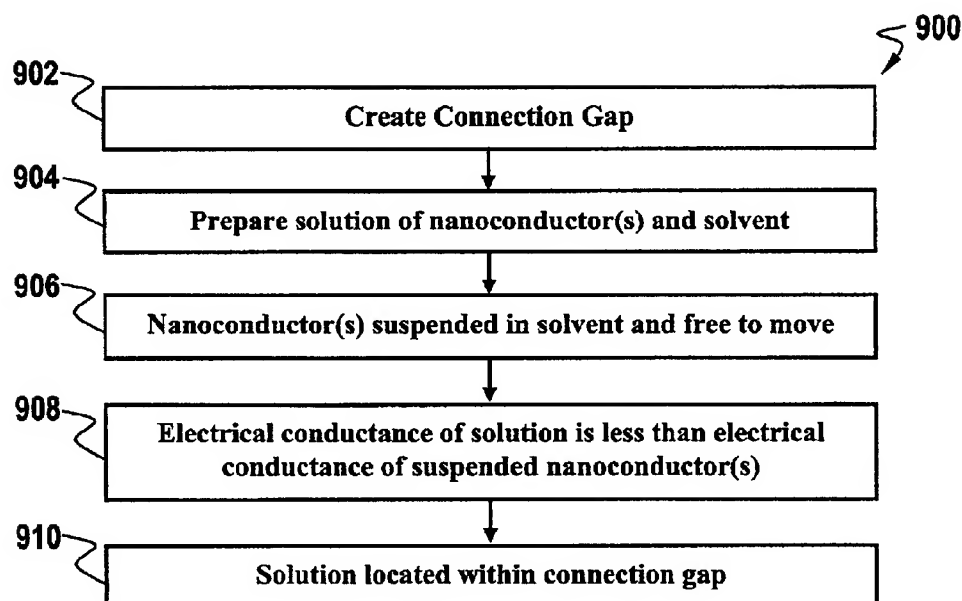 900
902
Create Connection Gap
904
Prepare solution of nanoconductor(s) and solvent
906
Nanoconductor(s) suspended in solvent and free to move
908
Electrical conductance of solution is less than electrical
conductance of suspended nanoconductor(s)
910
Solution located within connection gap